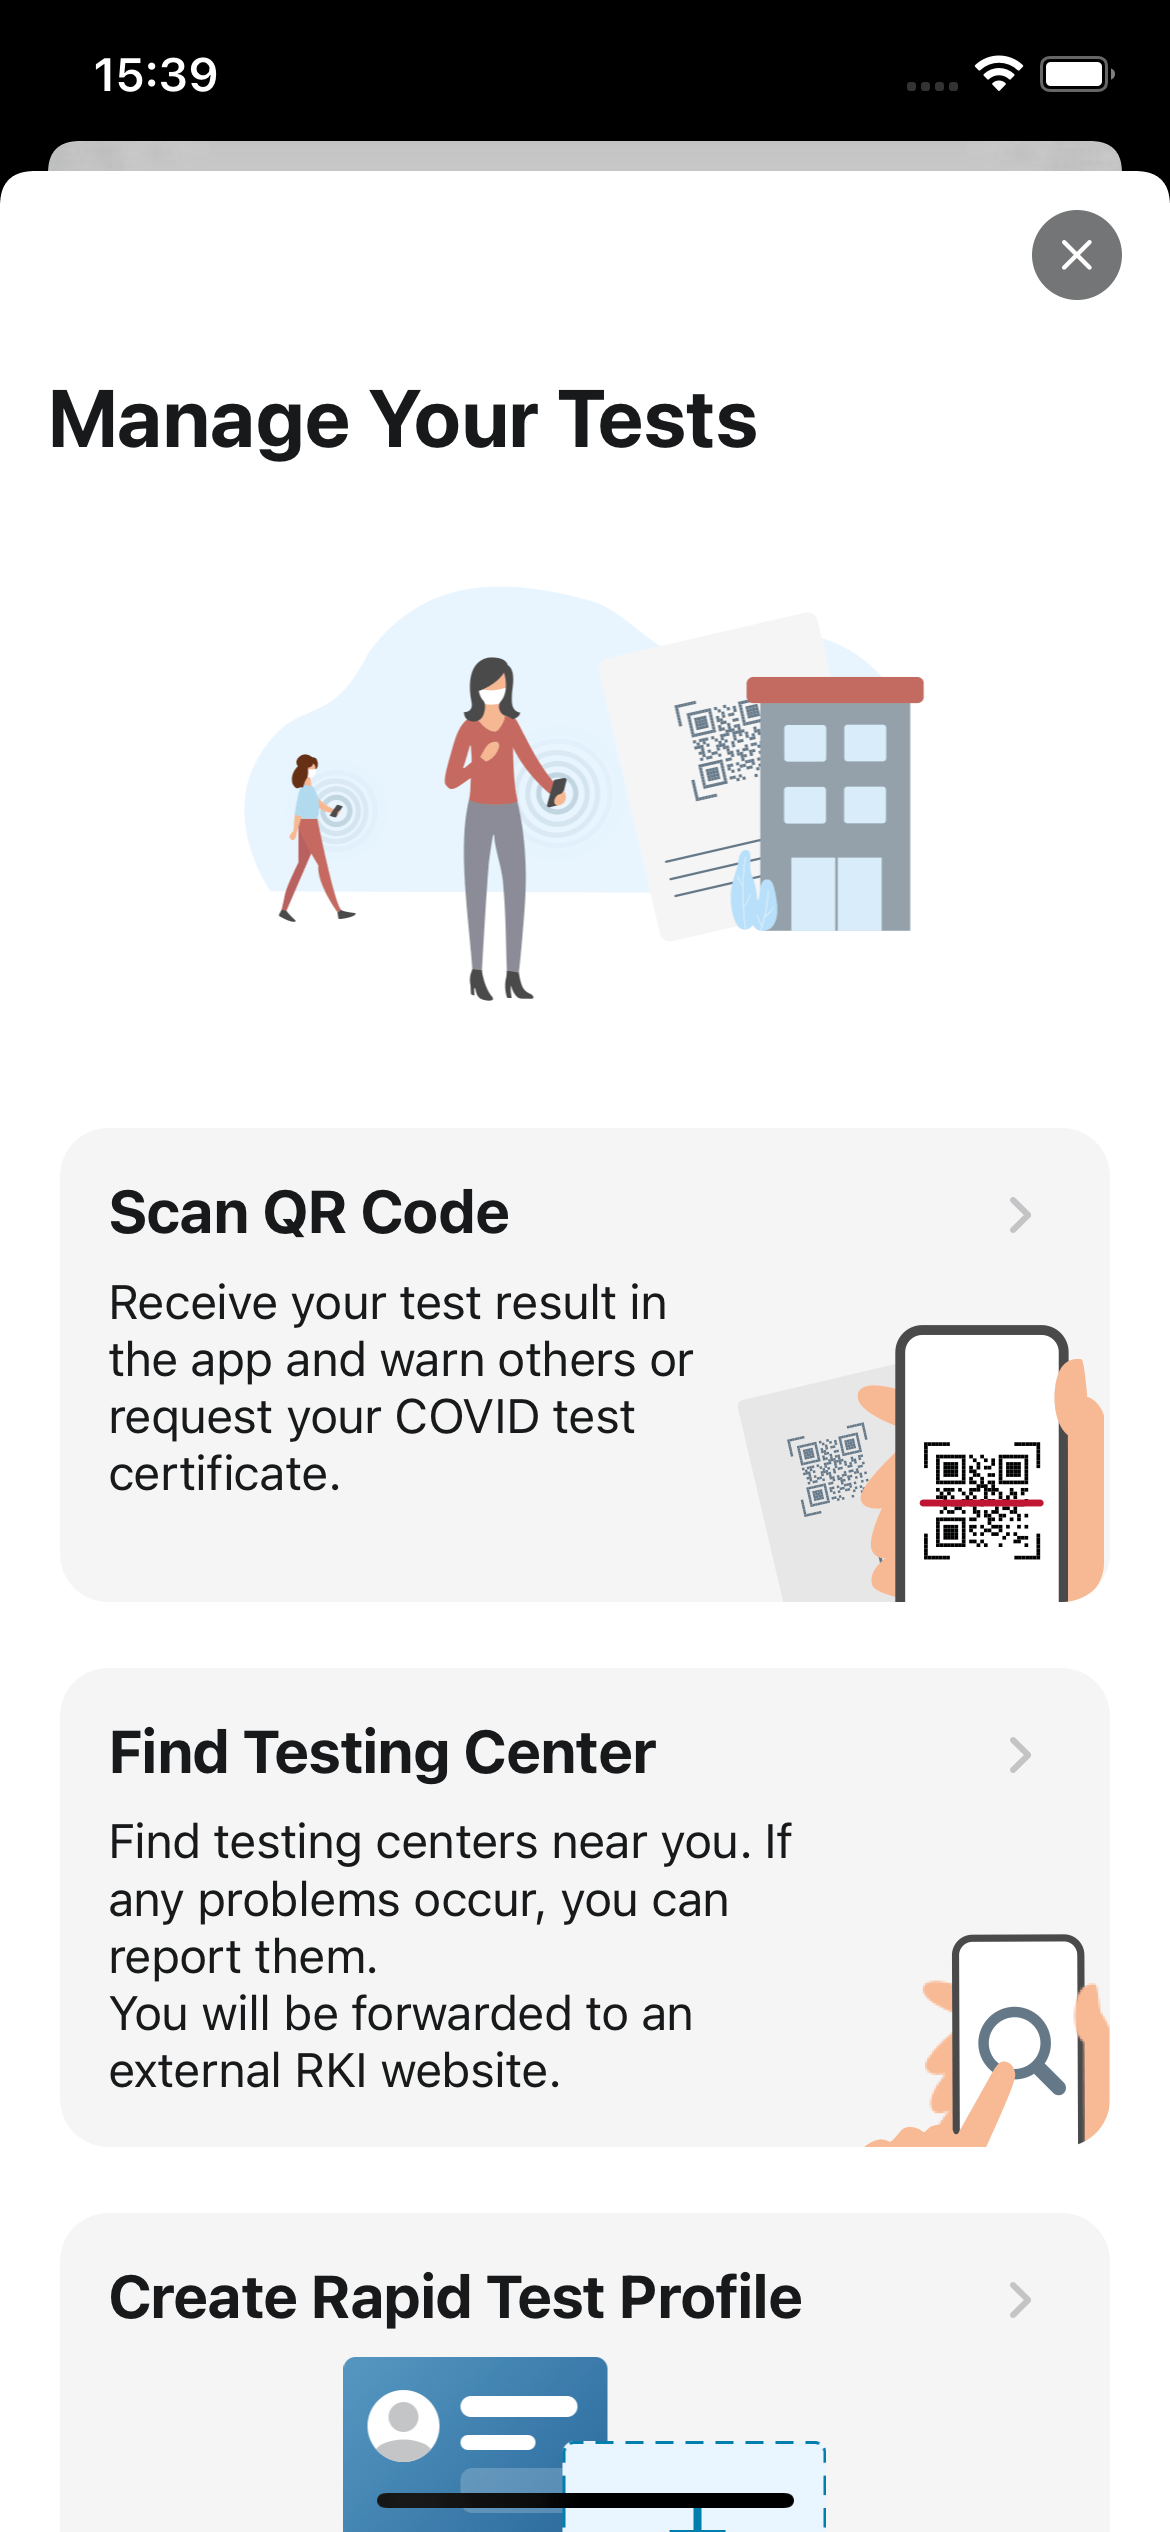 15:39
Manage Your Tests
Scan QR Code
Receive your test result in
the app and warn others or
request your COVID test
certificate.
Find Testing Center
Find testing centers near you. If
any problems occur, you can
report them.
You will be forwarded to an
external RKI website.
Create Rapid Test Profile